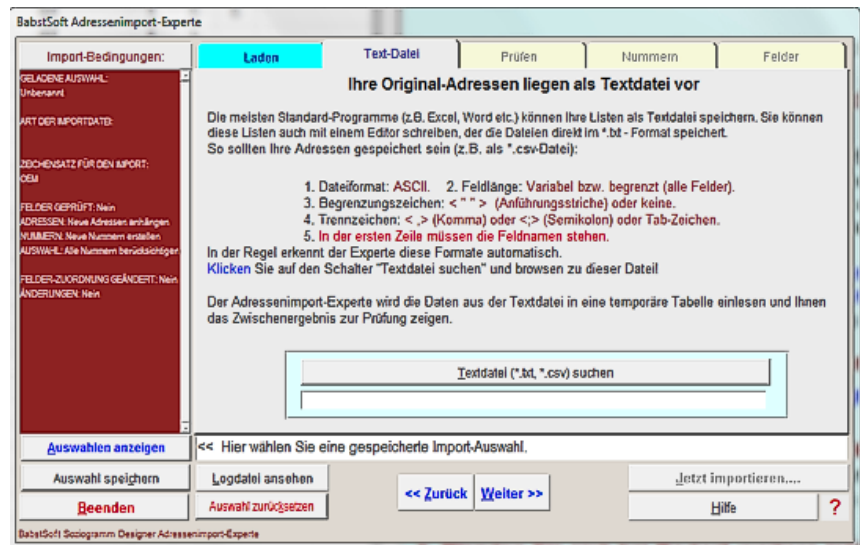 BabstSoft Adressenimport-Experte
Import-Bedingungen:
Laden
Text-Datei
Prüfen
Nummern
Felder
GELADENE AUSWAHL:
Unbenannt
ART DER IMPORTDATEI:
ZEICHENSATZ FÜR DEN IMPORT:
OEM
FELDER GEPRÜFT: Nein
ADRESSEN: Neue Adressen anhängen
NUMMERN: Neue Nummern erstellen
AUSWAHL: Alle Nummern berücksichtigen
FELDER-ZUORDNUNG GEÄNDERT: Nein
ÄNDERUNGEN: Nein
Ihre Original-Adressen liegen als Textdatei vor
Die meisten Standard-Programme (z.B. Excel, Word etc.) können Ihre Listen als Textdatei speichern. Sie können
diese Listen auch mit einem Editor schreiben, der die Dateien direkt im *.txt - Format speichert.
So sollten Ihre Adressen gespeichert sein (z.B. als *.csv-Datei):
1. Dateiformat: ASCII. 2. Feldlänge: Variabel bzw. begrenzt (alle Felder).
3. Begrenzungszeichen: < " " > (Anführungsstriche) oder keine.
4. Trennzeichen: < ,> (Komma) oder <;> (Semikolon) oder Tab-Zeichen.
5. In der ersten Zeile müssen die Feldnamen stehen.
In der Regel erkennt der Experte diese Formate automatisch.
Klicken Sie auf den Schalter "Textdatei suchen" und browsen zu dieser Datei!
Der Adressenimport-Experte wird die Daten aus der Textdatei in eine temporäre Tabelle einlesen und Ihnen
das Zwischenergebnis zur Prüfung zeigen.
Textdatei (*.txt, *.csv) suchen
Auswahlen anzeigen
<< Hier wählen Sie eine gespeicherte Import-Auswahl.
Auswahl speichern
Logdatei ansehen
<< Zurück
Weiter >>
Jetzt importieren....
Beenden
Auswahl zurücksetzen
Hilfe
?
BabstSoft Soziogramm Designer Adressenimport-Experte